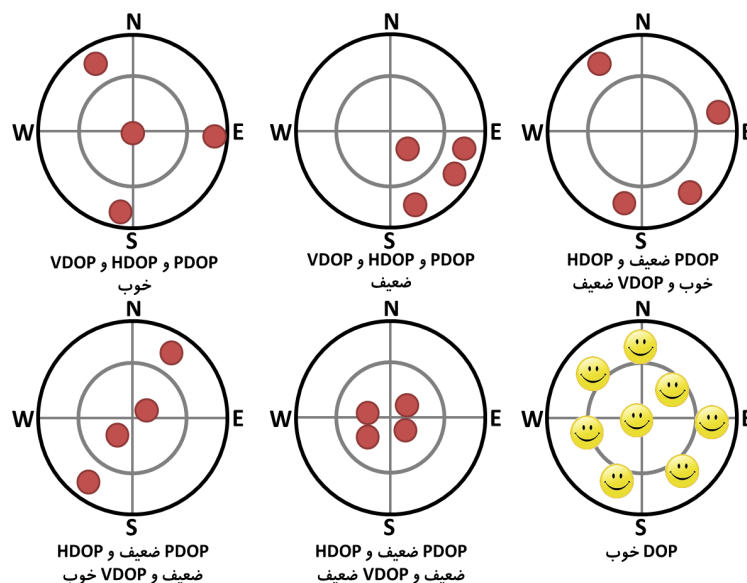 N
W E
S
PDOP و HDOP و VDOP
خوب
N
W E
S
PDOP و HDOP و VDOP
ضعیف
N
W E
S
PDOP ضعیف و HDOP
خوب و VDOP ضعیف
N
W E
S
PDOP ضعیف و HDOP
ضعیف و VDOP خوب
N
W E
S
PDOP ضعیف و HDOP
ضعیف و VDOP ضعیف
N
W E
S
DOP خوب